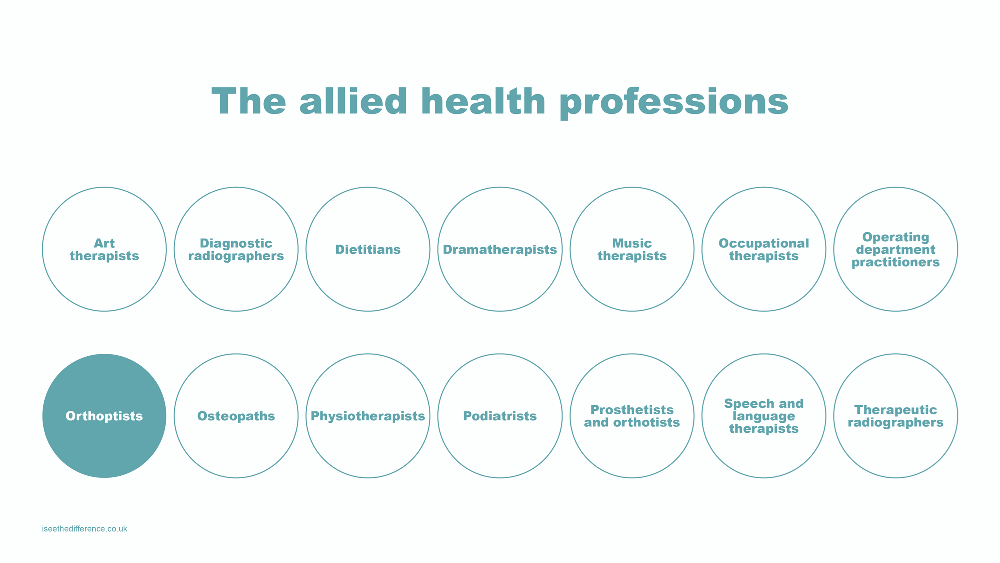 The allied health professions
Art
therapists
Diagnostic
radiographers
Dietitians
Dramatherapists
Music
therapists
Occupational
therapists
Operating
department
practitioners
Orthoptists
Osteopaths
Physiotherapists
Podiatrists
Prosthetists
and orthotists
Speech and
language
therapists
Therapeutic
radiographers
iseethedifference.co.uk